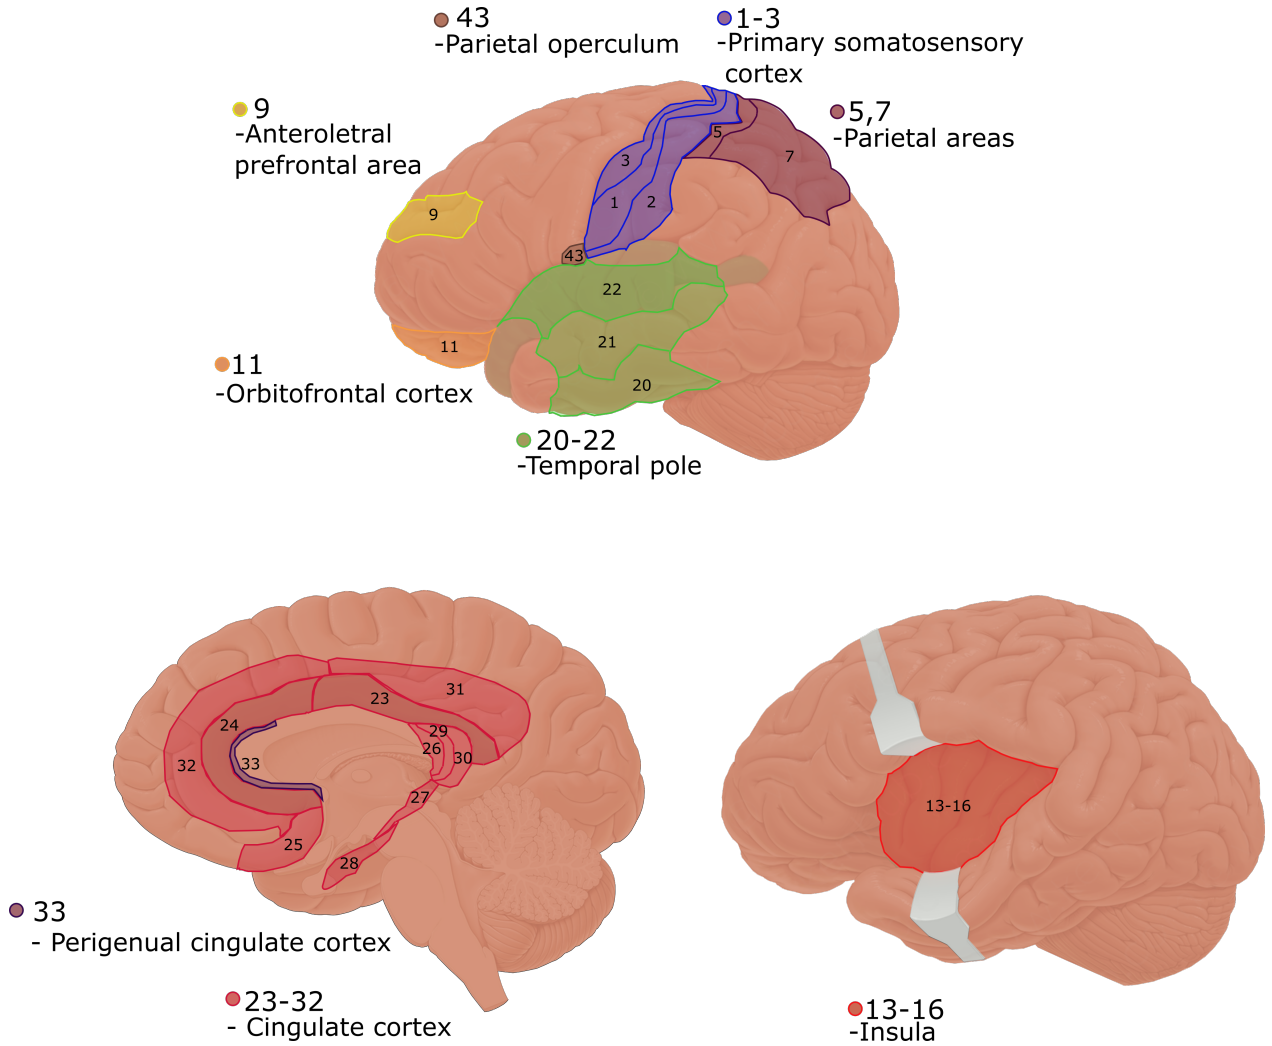 43
-Parietal operculum
1-3
-Primary somatosensory
cortex
9
-Anteroletral
prefrontal area
5,7
-Parietal areas
3
5
7
1
2
9
43
22
11
21
20
11
-Orbitofrontal cortex
20-22
-Temporal pole
31
23
24
29
26
30
33
32
27
25
28
13-16
33
- Perigenual cingulate cortex
23-32
- Cingulate cortex
13-16
-Insula